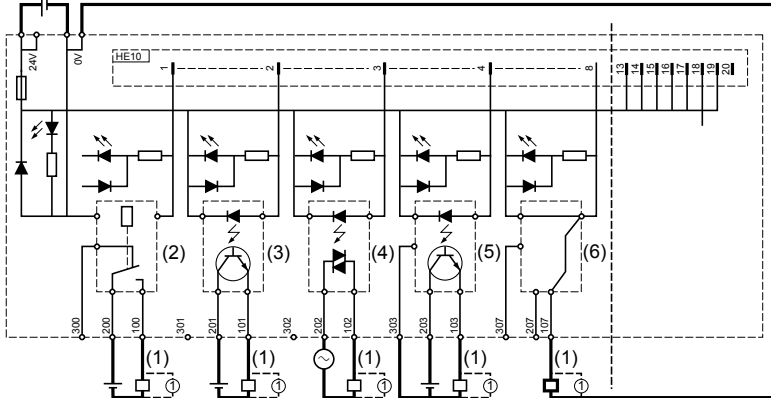 24V
0V
HE10
1 2 3 4 8 13 14 15 16 17 18 19 20
(2) (3) (4) (5) (6)
300 200 100 301 201 101 302 202 102 303 203 103 307 207 107
(1) (1) (1) (1) (1)
1 1 1 1 1